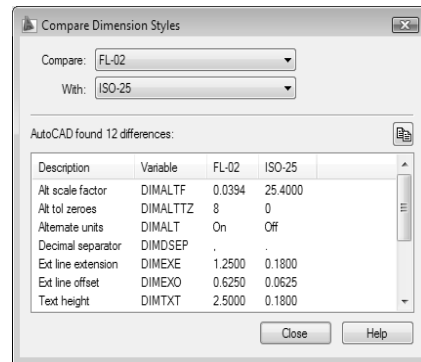 Compare Dimension Styles
Compare: FL-02
With: ISO-25
AutoCAD found 12 differences:
Description Variable FL-02 ISO-25
Alt scale factor DIMALTF 0.0394 25.4000
Alt tol zeroes DIMALTTZ 8 0
Alternate units DIMALT On Off
Decimal separator DIMDSEP , .
Ext line extension DIMEXE 1.2500 0.1800
Ext line offset DIMEXO 0.6250 0.0625
Text height DIMTXT 2.5000 0.1800
Close Help